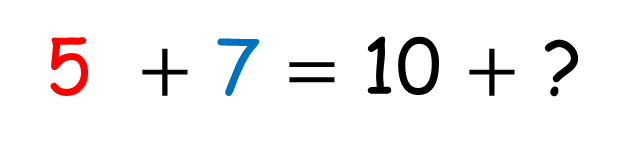 5 + 7 = 10 + ?